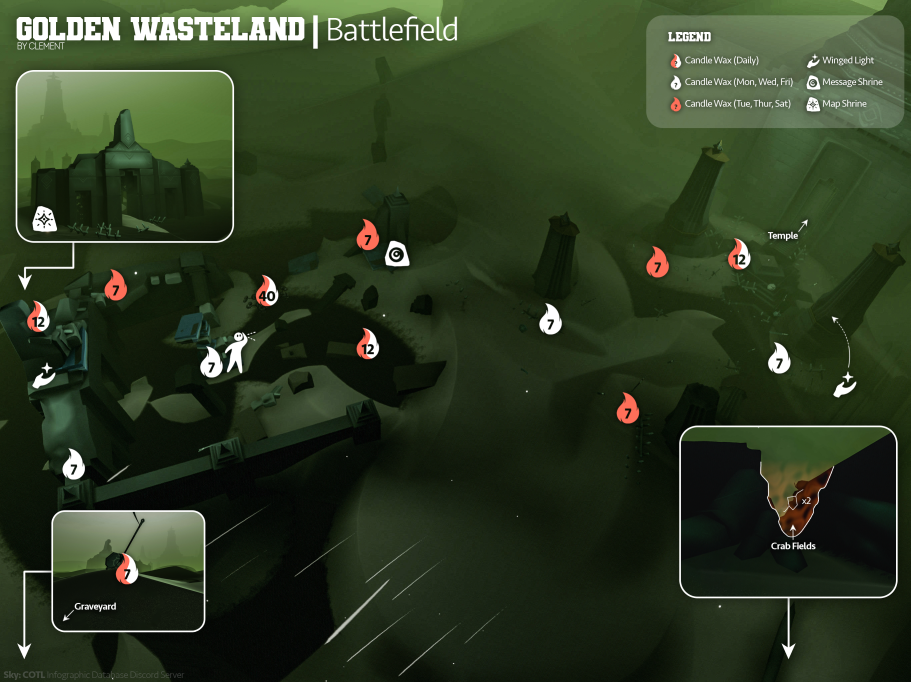 GOLDEN WASTELAND | Battlefield
BY CLEMENT
LEGEND
Candle Wax (Daily)
Winged Light
Candle Wax (Mon, Wed, Fri)
Message Shrine
Candle Wax (Tue, Thur, Sat)
Map Shrine
7
Temple
7
12
7
40
12
7
12
7
7
7
7
7
x2
Crab Fields
7
Graveyard
Sky: COTL Infographic Database Discord Server